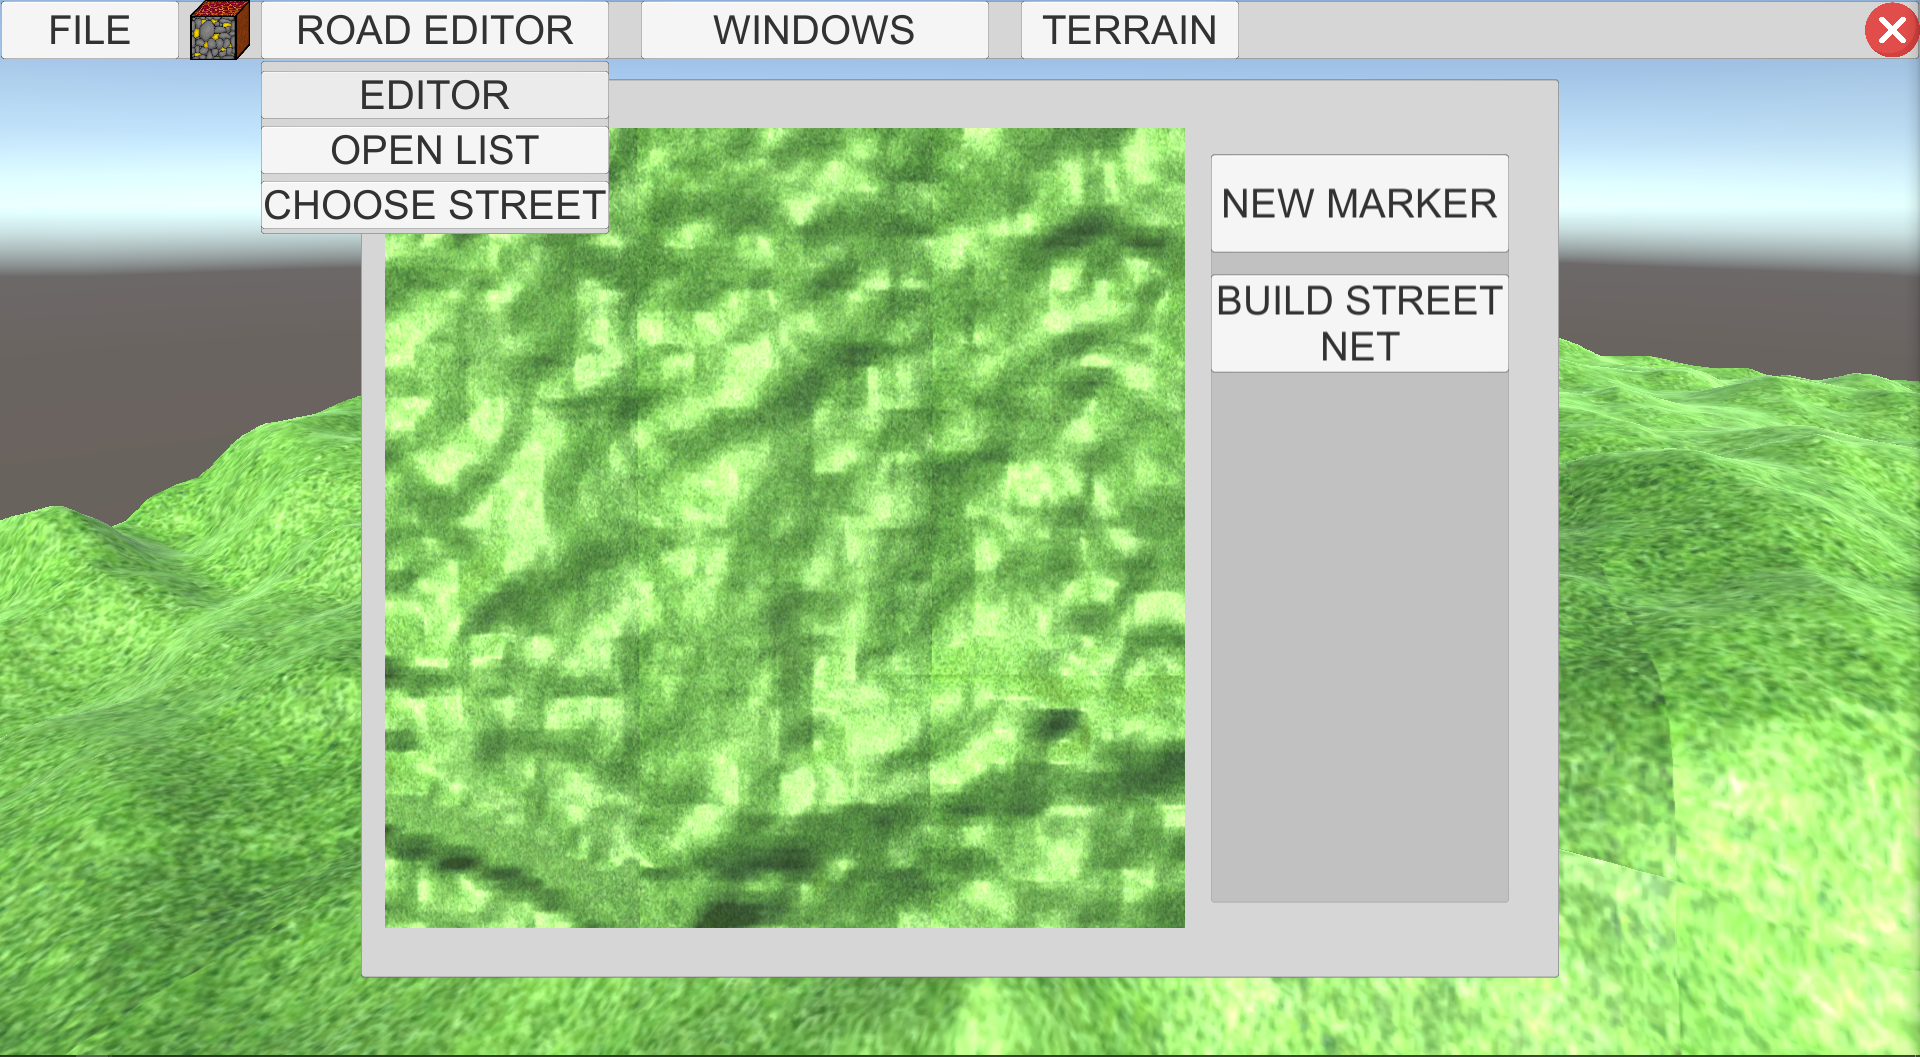 FILE
ROAD EDITOR
WINDOWS
TERRAIN
EDITOR
OPEN LIST
CHOOSE STREET
NEW MARKER
BUILD STREET
NET